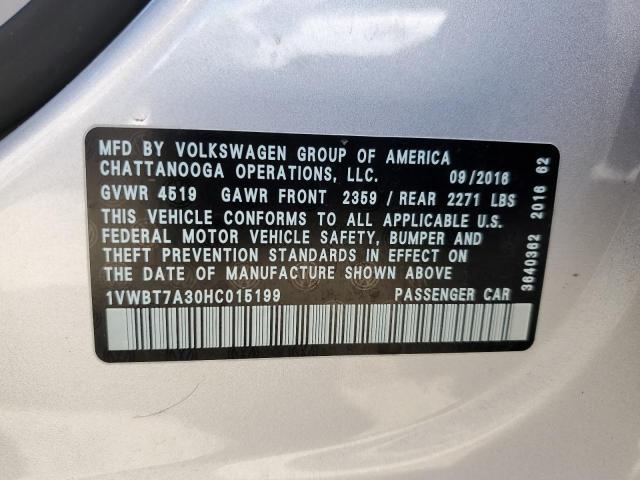 MFD BY VOLKSWAGEN GROUP OF AMERICA
CHATTANOOGA OPERATIONS, LLC. 09/2016
GVWR 4519 GAWR FRONT 2359 / REAR 2271 LBS
THIS VEHICLE CONFORMS TO ALL APPLICABLE U.S.
FEDERAL MOTOR VEHICLE SAFETY, BUMPER AND
THEFT PREVENTION STANDARDS IN EFFECT ON
THE DATE OF MANUFACTURE SHOWN ABOVE
1VWBT7A30HC015199 PASSENGER CAR
3640362 2016 62